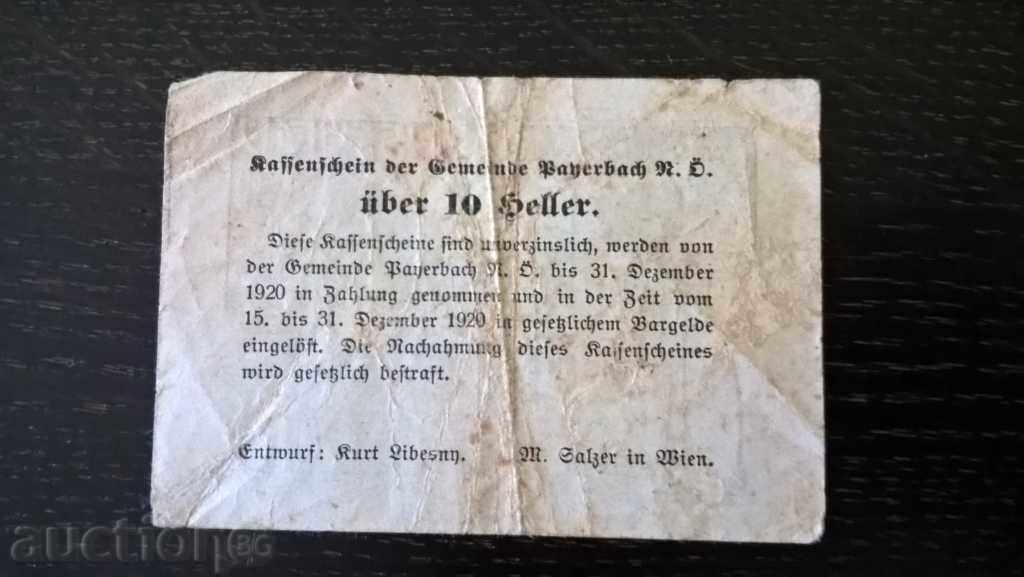 Kassenschein der Gemeinde Payerbach N. Ö.
über 10 Heller.
Diese Kassenscheine sind unverzinslich, werden von
der Gemeinde Payerbach N. Ö. bis 31. Dezember
1920 in Zahlung genommen und in der Zeit vom
15. bis 31. Dezember 1920 in gesetzlichem Bargelde
eingelöst. Die Nachahmung dieses Kassenscheines
wird gesetzlich bestraft.
Entwurf: Kurt Libesny. M. Salzer in Wien.
auction BG